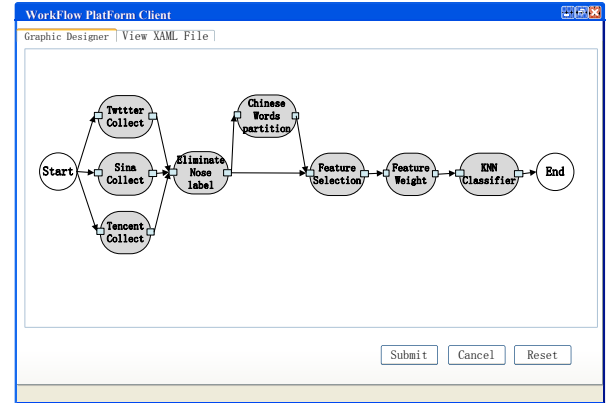 WorkFlow PlatForm Client
Graphic Designer
View XAML File
Start
Twttter
Collect
Sina
Collect
Tencent
Collect
Eliminate
Nose
label
Chinese
Words
partition
Feature
Selection
Feature
Weight
KNN
Classifier
End
Submit
Cancel
Reset